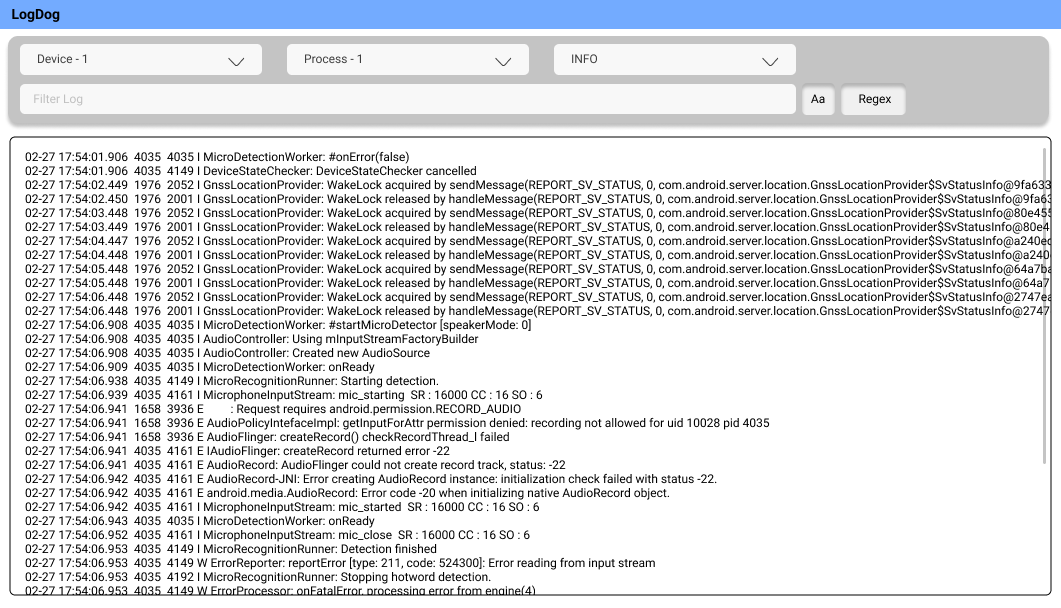 LogDog
Device - 1 Process - 1 INFO
Filter Log Aa Regex
02-27 17:54:01.906 4035 4035 I MicroDetectionWorker: #onError(false)
02-27 17:54:01.906 4035 4149 I DeviceStateChecker: DeviceStateChecker cancelled
02-27 17:54:02.449 1976 2052 I GnssLocationProvider: WakeLock acquired by sendMessage(REPORT_SV_STATUS, 0, com.android.server.location.GnssLocationProvider$SvStatusInfo@9fa633
02-27 17:54:02.450 1976 2001 I GnssLocationProvider: WakeLock released by handleMessage(REPORT_SV_STATUS, 0, com.android.server.location.GnssLocationProvider$SvStatusInfo@9fa63
02-27 17:54:03.448 1976 2052 I GnssLocationProvider: WakeLock acquired by sendMessage(REPORT_SV_STATUS, 0, com.android.server.location.GnssLocationProvider$SvStatusInfo@80e455
02-27 17:54:03.449 1976 2001 I GnssLocationProvider: WakeLock released by handleMessage(REPORT_SV_STATUS, 0, com.android.server.location.GnssLocationProvider$SvStatusInfo@80e4
02-27 17:54:04.447 1976 2052 I GnssLocationProvider: WakeLock acquired by sendMessage(REPORT_SV_STATUS, 0, com.android.server.location.GnssLocationProvider$SvStatusInfo@a240e
02-27 17:54:04.448 1976 2001 I GnssLocationProvider: WakeLock released by handleMessage(REPORT_SV_STATUS, 0, com.android.server.location.GnssLocationProvider$SvStatusInfo@a240
02-27 17:54:05.448 1976 2052 I GnssLocationProvider: WakeLock acquired by sendMessage(REPORT_SV_STATUS, 0, com.android.server.location.GnssLocationProvider$SvStatusInfo@64a7b
02-27 17:54:05.448 1976 2001 I GnssLocationProvider: WakeLock released by handleMessage(REPORT_SV_STATUS, 0, com.android.server.location.GnssLocationProvider$SvStatusInfo@64a7
02-27 17:54:06.448 1976 2052 I GnssLocationProvider: WakeLock acquired by sendMessage(REPORT_SV_STATUS, 0, com.android.server.location.GnssLocationProvider$SvStatusInfo@2747e
02-27 17:54:06.448 1976 2001 I GnssLocationProvider: WakeLock released by handleMessage(REPORT_SV_STATUS, 0, com.android.server.location.GnssLocationProvider$SvStatusInfo@2747
02-27 17:54:06.908 4035 4035 I MicroDetectionWorker: #startMicroDetector [speakerMode: 0]
02-27 17:54:06.908 4035 4035 I AudioController: Using mInputStreamFactoryBuilder
02-27 17:54:06.908 4035 4035 I AudioController: Created new AudioSource
02-27 17:54:06.909 4035 4035 I MicroDetectionWorker: onReady
02-27 17:54:06.938 4035 4149 I MicroRecognitionRunner: Starting detection.
02-27 17:54:06.939 4035 4161 I MicrophoneInputStream: mic_starting SR : 16000 CC : 16 SO : 6
02-27 17:54:06.941 1658 3936 E : Request requires android.permission.RECORD_AUDIO
02-27 17:54:06.941 1658 3936 E AudioPolicyIntefaceImpl: getInputForAttr permission denied: recording not allowed for uid 10028 pid 4035
02-27 17:54:06.941 1658 3936 E AudioFlinger: createRecord() checkRecordThread_l failed
02-27 17:54:06.941 4035 4161 E IAudioFlinger: createRecord returned error -22
02-27 17:54:06.941 4035 4161 E AudioRecord: AudioFlinger could not create record track, status: -22
02-27 17:54:06.942 4035 4161 E AudioRecord-JNI: Error creating AudioRecord instance: initialization check failed with status -22.
02-27 17:54:06.942 4035 4161 E android.media.AudioRecord: Error code -20 when initializing native AudioRecord object.
02-27 17:54:06.942 4035 4161 I MicrophoneInputStream: mic_started SR : 16000 CC : 16 SO : 6
02-27 17:54:06.943 4035 4035 I MicroDetectionWorker: onReady
02-27 17:54:06.952 4035 4161 I MicrophoneInputStream: mic_close SR : 16000 CC : 16 SO : 6
02-27 17:54:06.953 4035 4149 I MicroRecognitionRunner: Detection finished
02-27 17:54:06.953 4035 4149 W ErrorReporter: reportError [type: 211, code: 524300]: Error reading from input stream
02-27 17:54:06.953 4035 4192 I MicroRecognitionRunner: Stopping hotword detection.
02-27 17:54:06.953 4035 4149 W ErrorProcessor: onFatalError, processing error from engine(4)